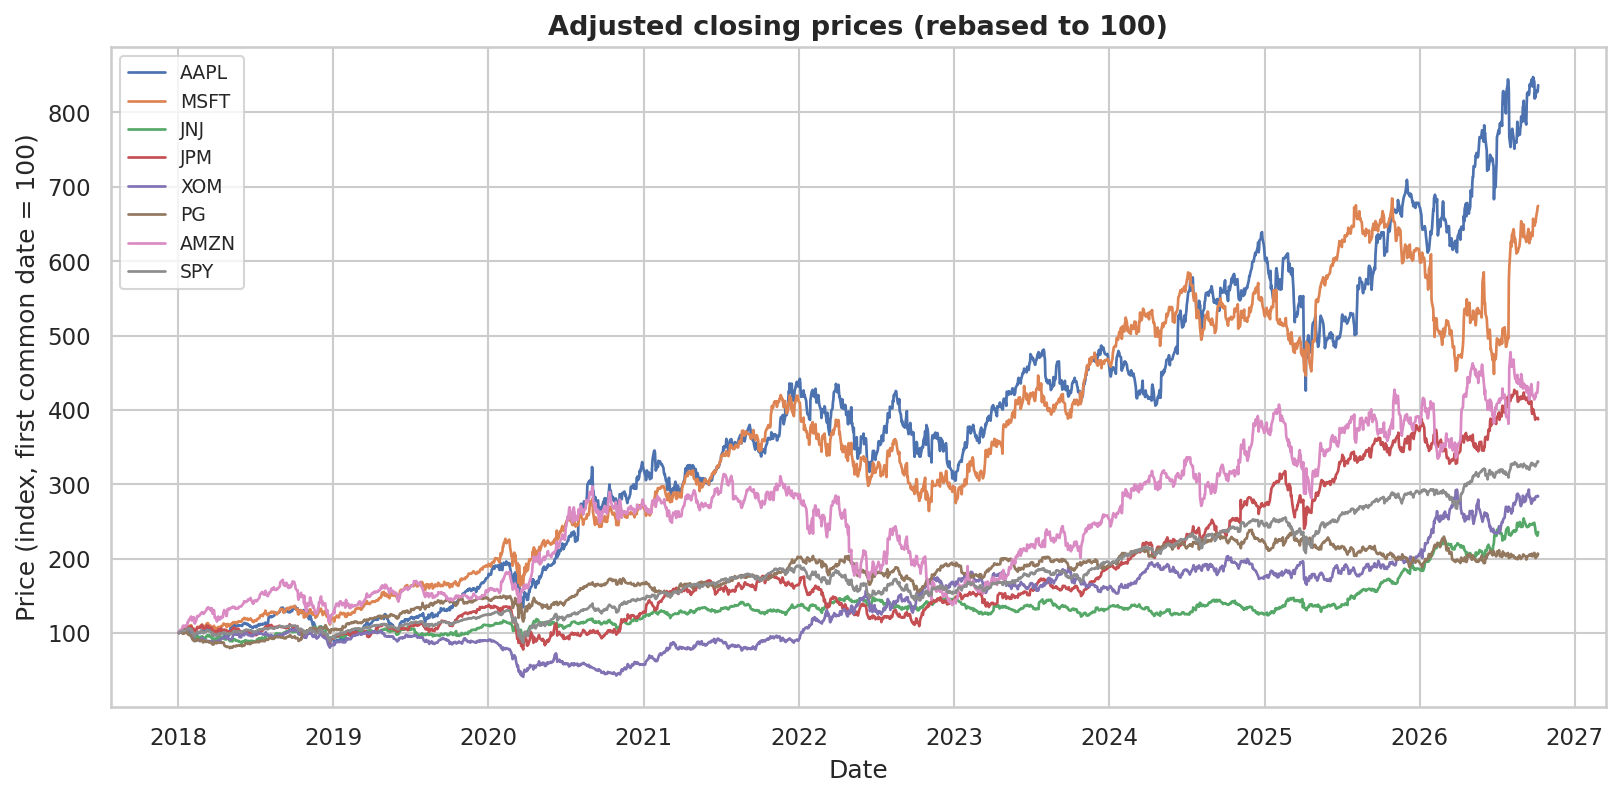 Adjusted closing prices (rebased to 100)
AAPL
MSFT
JNJ
JPM
XOM
PG
AMZN
SPY
Price (index, first common date = 100)
800
700
600
500
400
300
200
100
2018 2019 2020 2021 2022 2023 2024 2025 2026 2027
Date